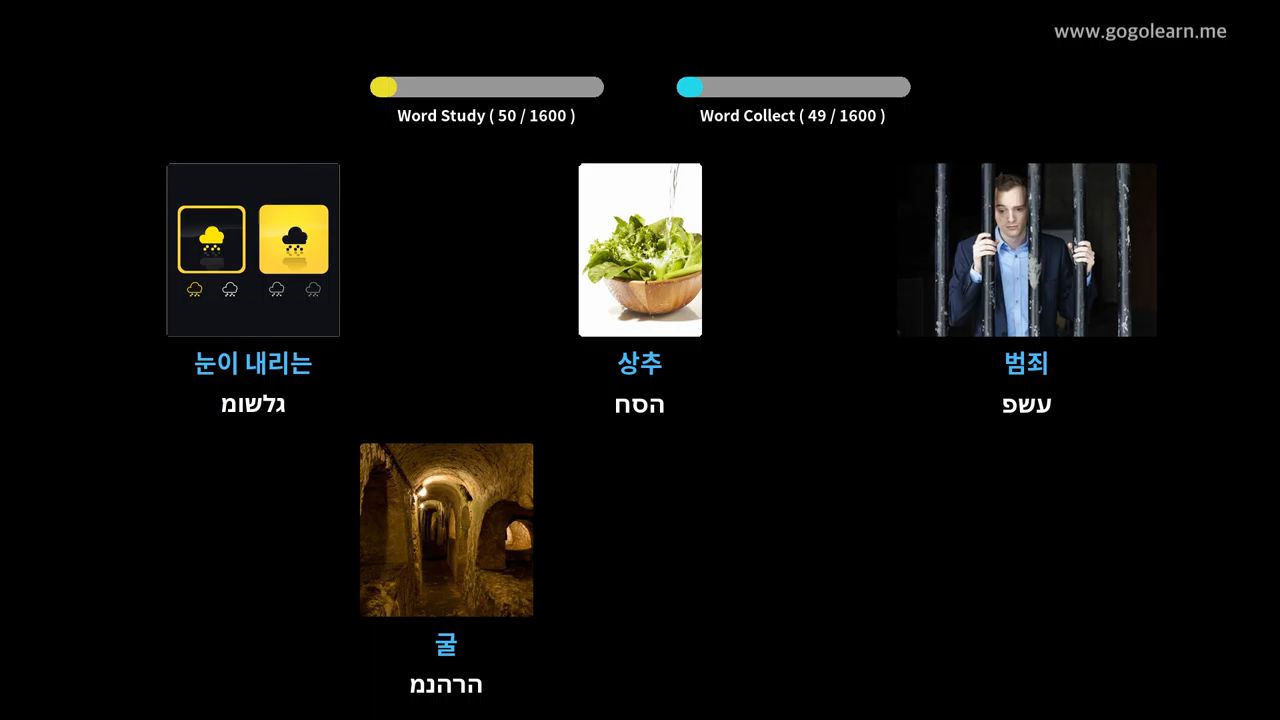 www.gogolearn.me
Word Study ( 50 / 1600 )
Word Collect ( 49 / 1600 )
눈이 내리는
גלשומ
상추
הסח
범죄
עשפ
굴
הרהנמ